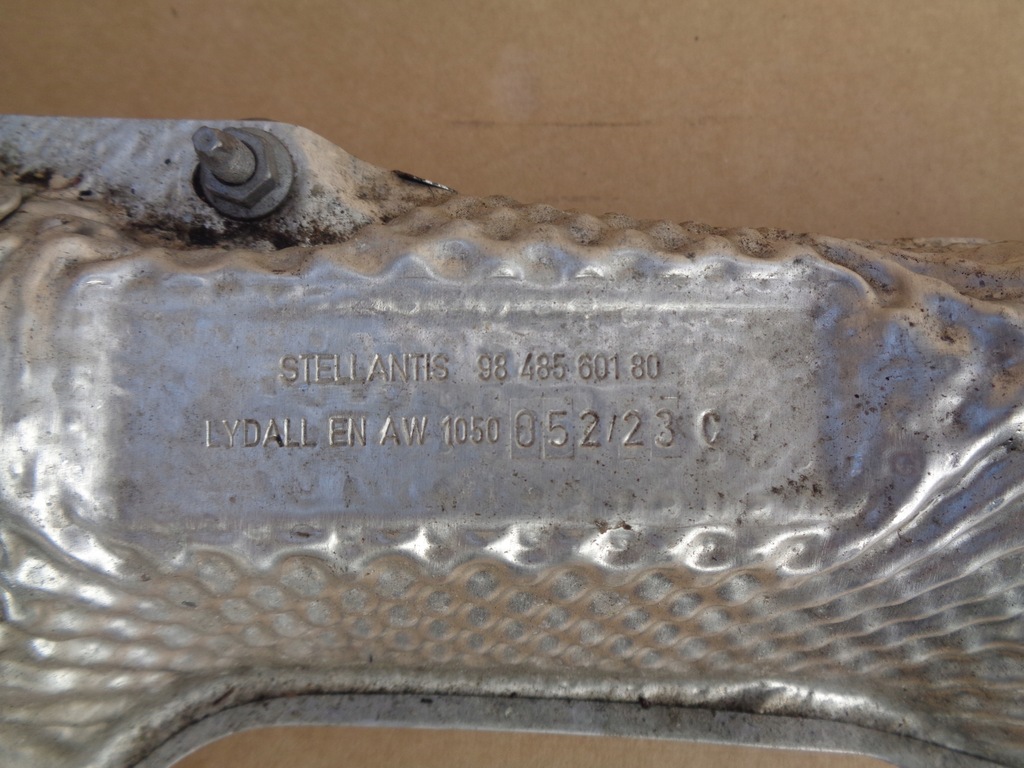 STELLANTIS 98 485 601 80
LYDALL EN AW 1050 052/23 C